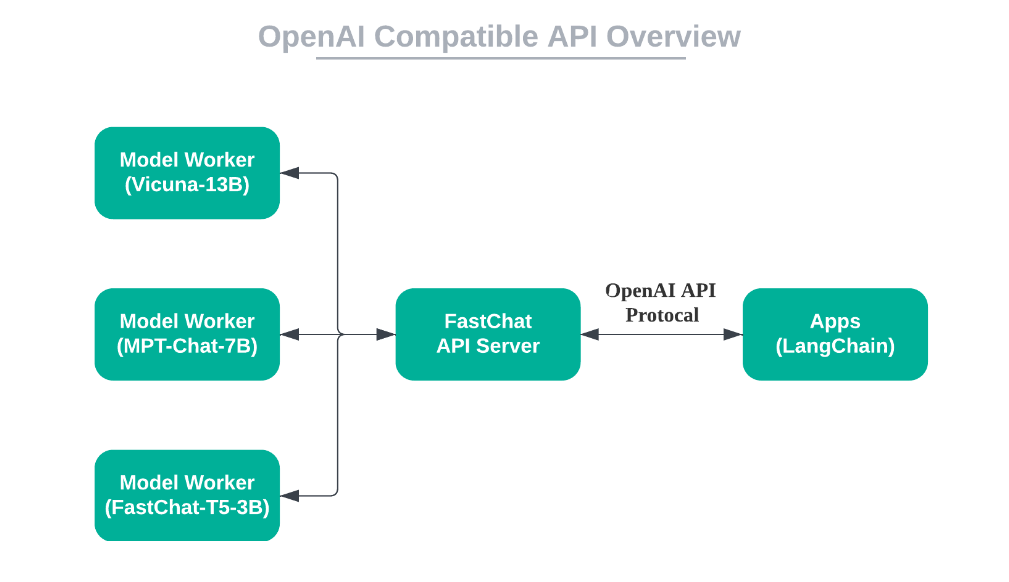 OpenAI Compatible API Overview
Model Worker
(Vicuna-13B)
Model Worker
(MPT-Chat-7B)
Model Worker
(FastChat-T5-3B)
FastChat
API Server
OpenAI API
Protocal
Apps
(LangChain)